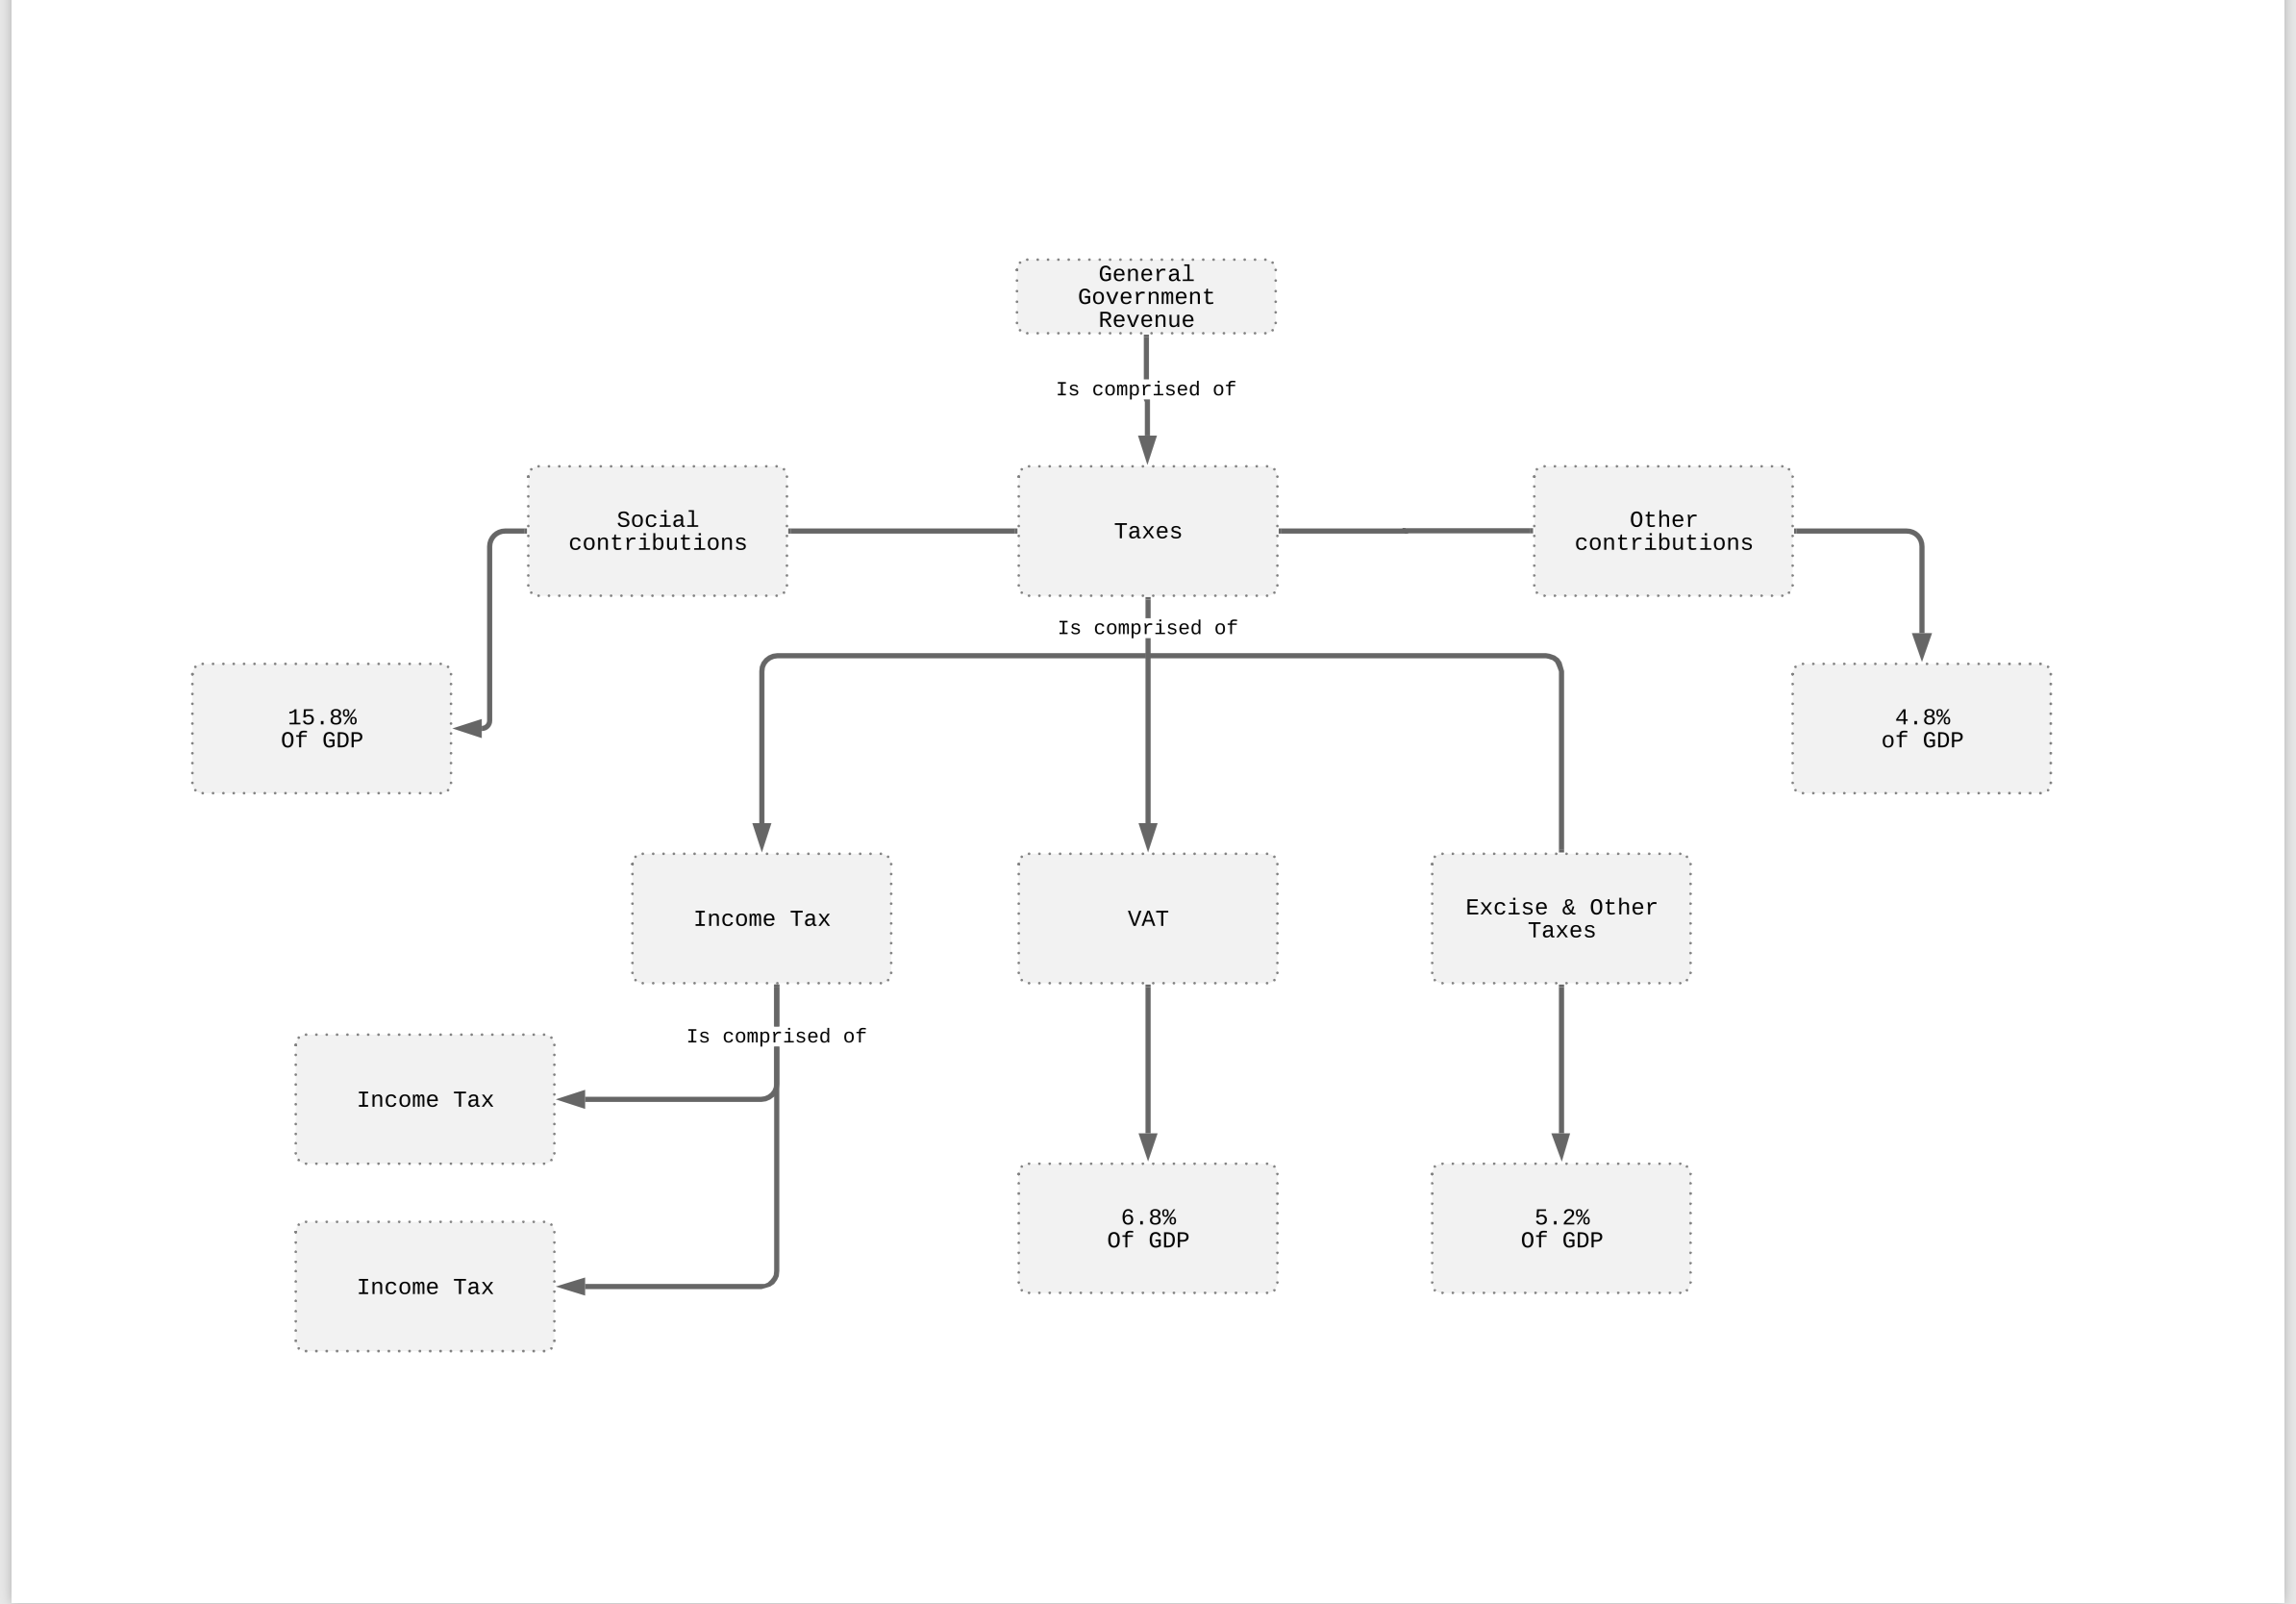 General
Government
Revenue
Is comprised of
Social
contributions
Taxes
Other
contributions
Is comprised of
15.8%
Of GDP
4.8%
of GDP
Income Tax
VAT
Excise & Other
Taxes
Is comprised of
Income Tax
6.8%
Of GDP
5.2%
Of GDP
Income Tax